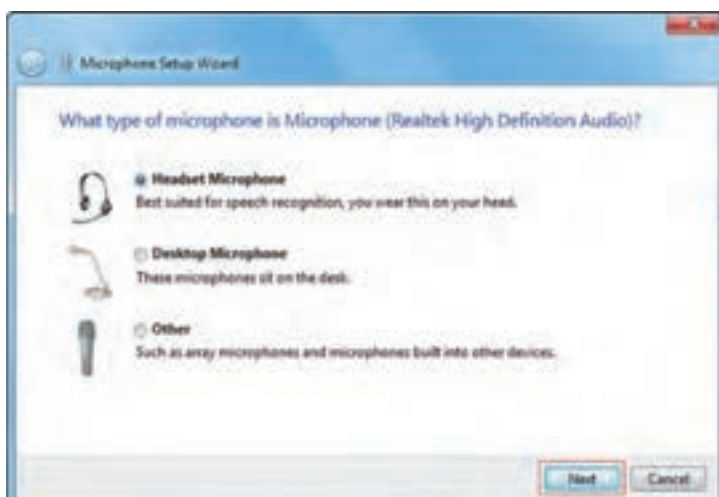 Microphone Setup Wizard
What type of microphone is Microphone (Realtek High Definition Audio)?
Headset Microphone
Best suited for speech recognition, you wear this on your head.
Desktop Microphone
These microphones sit on the desk.
Other
Such as array microphones and microphones built into other devices.
Next
Cancel